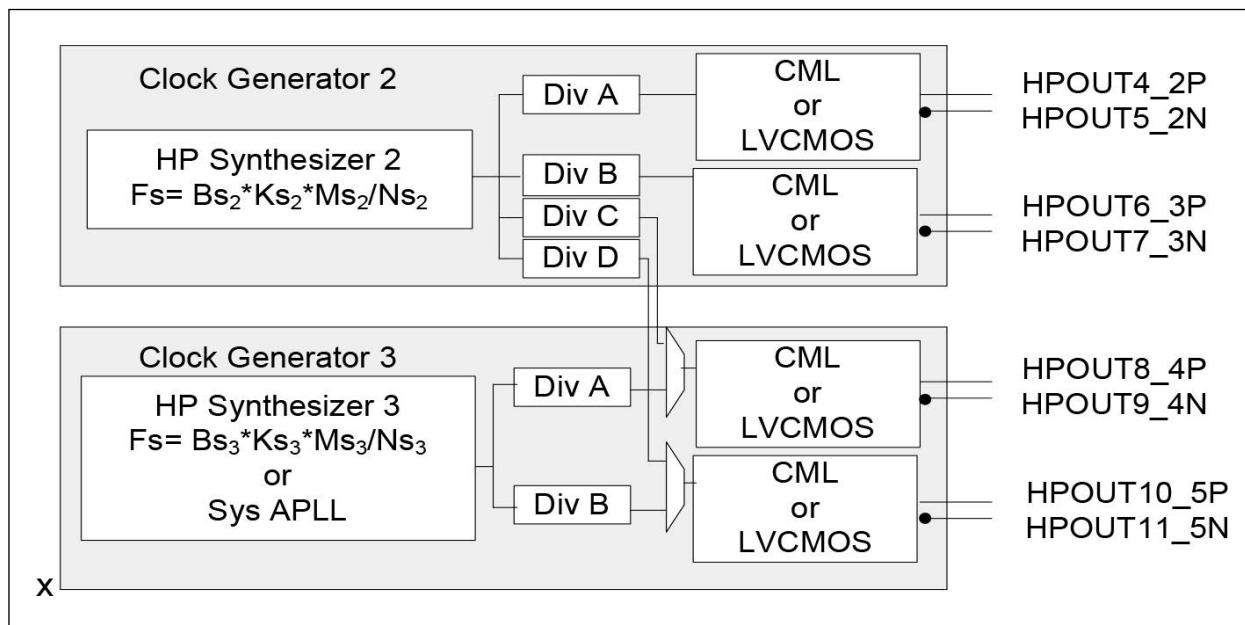 Clock Generator 2
HP Synthesizer 2
Fs= Bs₂*Ks₂*Ms₂/Ns₂
Div A
Div B
Div C
Div D
CML
or
LVCMOS
CML
or
LVCMOS
HPOUT4_2P
HPOUT5_2N
HPOUT6_3P
HPOUT7_3N
Clock Generator 3
HP Synthesizer 3
Fs= Bs₃*Ks₃*Ms₃/Ns₃
or
Sys APLL
Div A
Div B
CML
or
LVCMOS
CML
or
LVCMOS
HPOUT8_4P
HPOUT9_4N
HPOUT10_5P
HPOUT11_5N
x